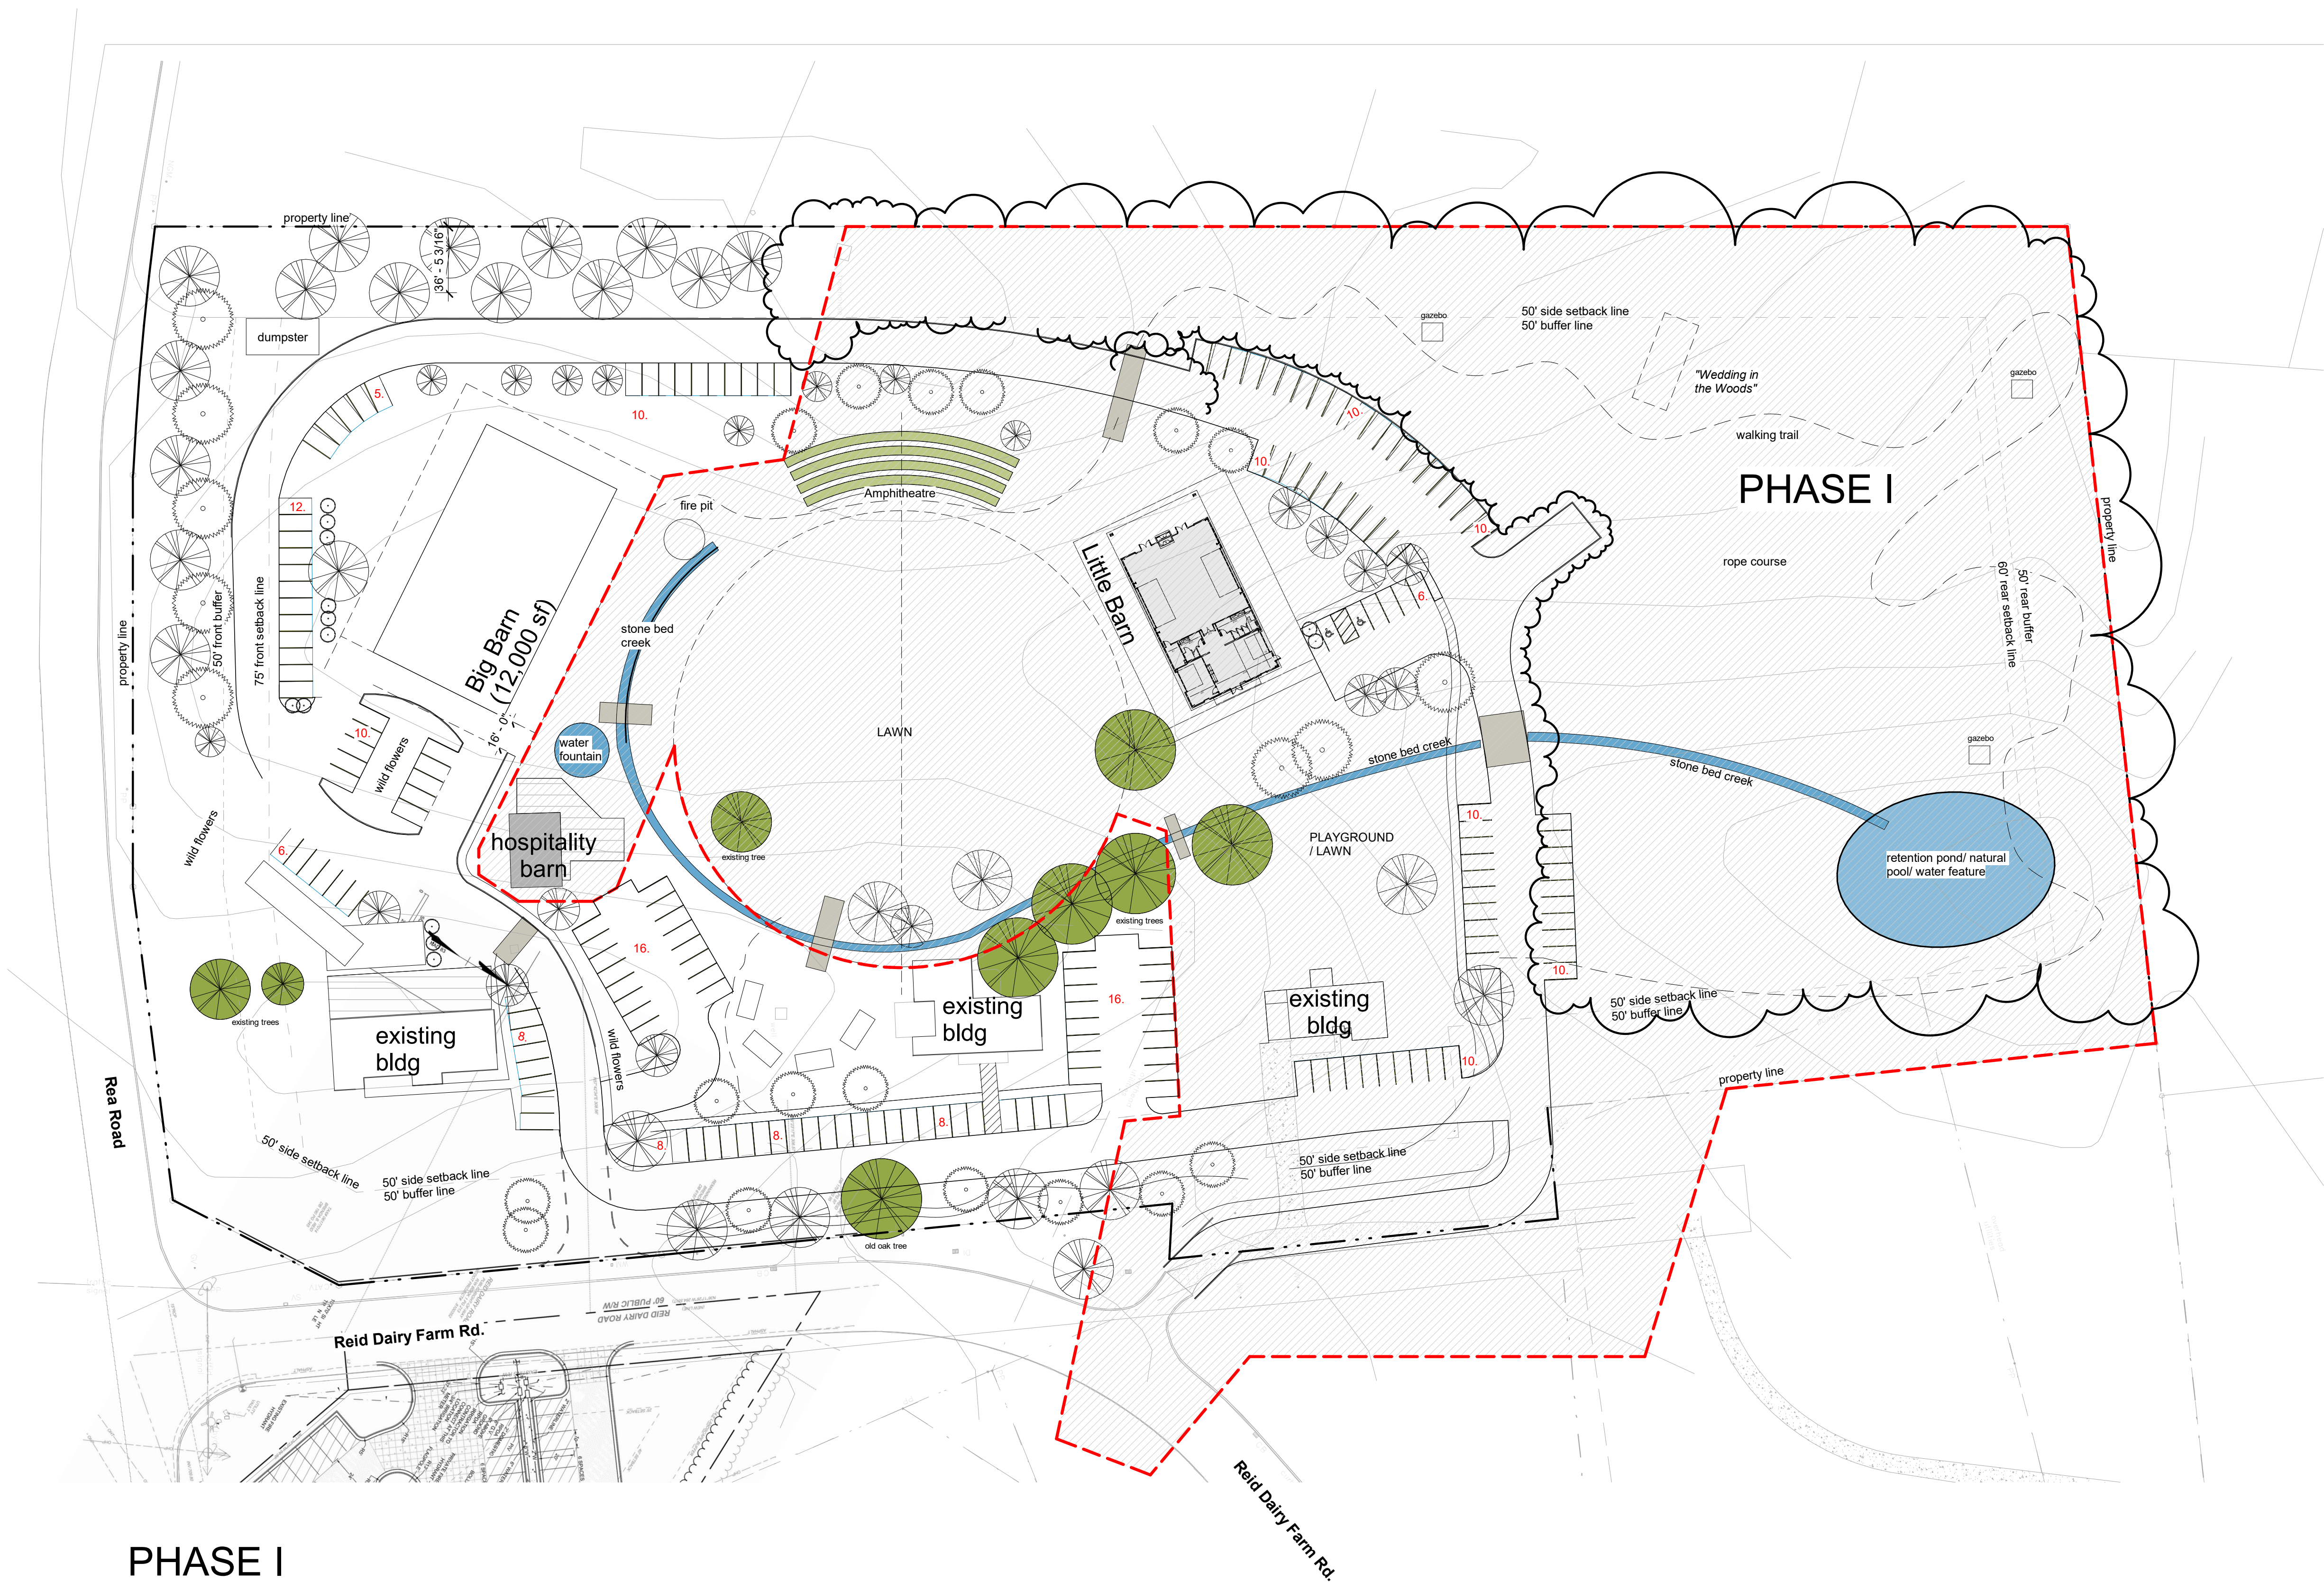 property line
36' - 5 3/16"
dumpster
5.
10.
12.
50' front buffer
75' front setback line
property line
fire pit
Amphitheatre
stone bed
creek
Big Barn
(12,000 sf)
16' - 0"
water
fountain
LAWN
Little Barn
10.
10.
10.
6.
gazebo
50' side setback line
50' buffer line
"Wedding in
the Woods"
gazebo
walking trail
PHASE I
property line
rope course
50' rear buffer
60' rear setback line
10.
wild flowers
wild flowers
6.
hospitality
barn
existing tree
existing trees
stone bed creek
stone bed creek
gazebo
PLAYGROUND
/ LAWN
10.
10.
retention pond/ natural
pool/ water feature
16.
16.
existing trees
existing
bldg
8.
wild flowers
existing
bldg
existing
bldg
10.
50' side setback line
50' buffer line
property line
8.
8.
8.
Rea Road
50' side setback line
50' side setback line
50' buffer line
50' side setback line
50' buffer line
old oak tree
60' PUBLIC R/W
REID DAIRY ROAD
Reid Dairy Farm Rd.
EXISTING FIRE
HYDRANT
Reid Dairy Farm Rd.
PHASE I